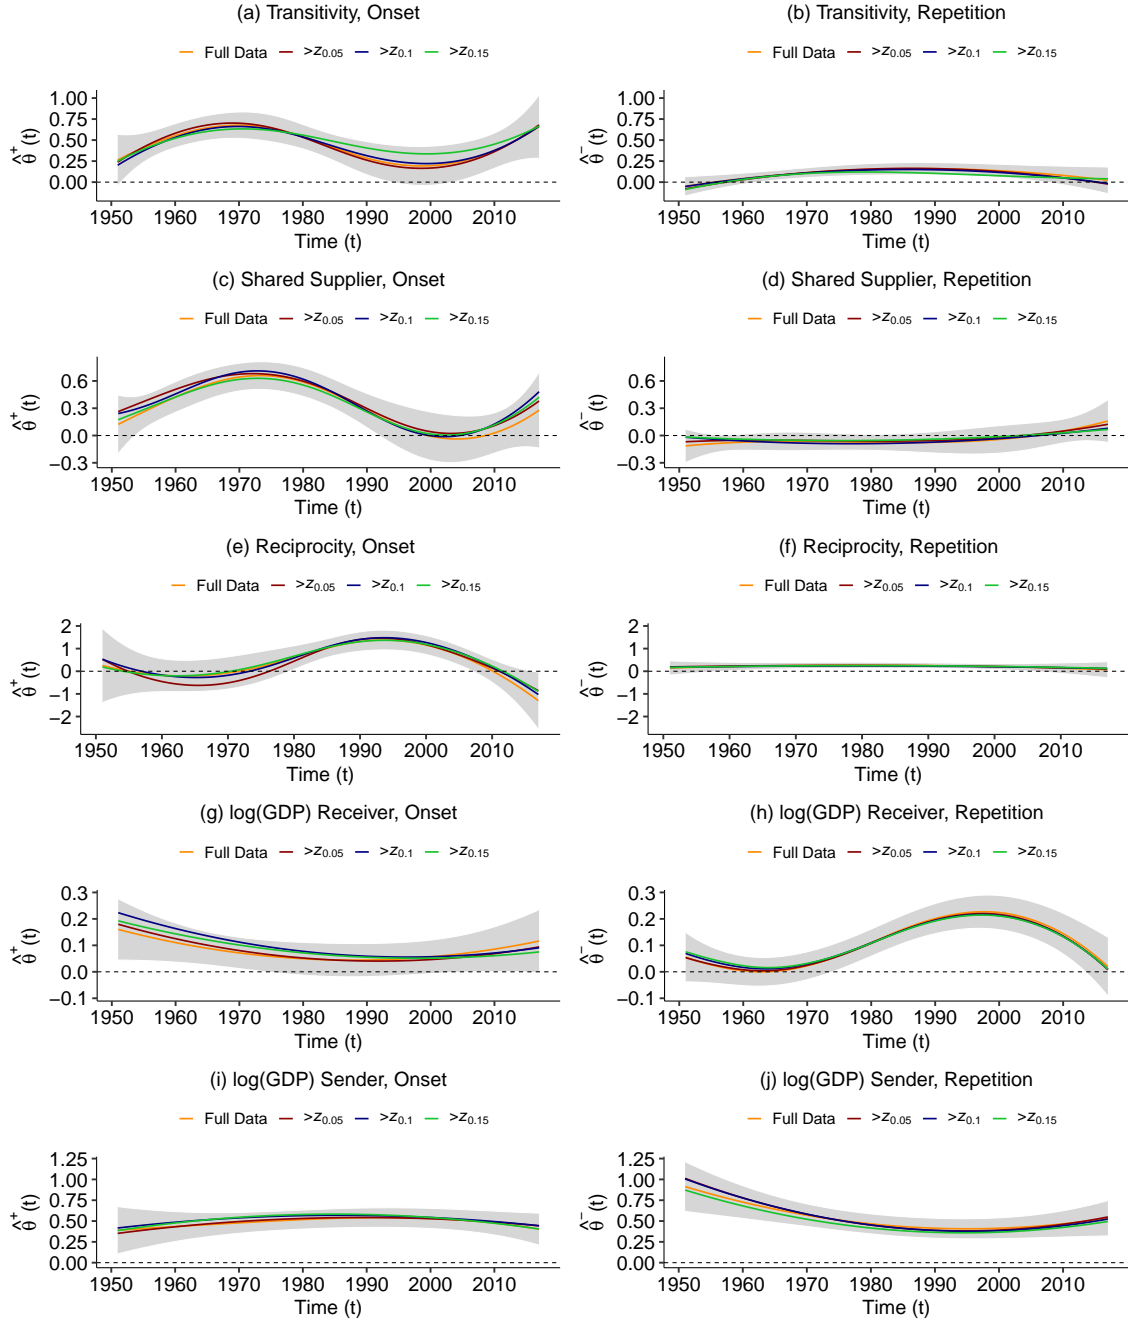 (a) Transitivity, Onset
Full Data >z0.05 >z0.1 >z0.15
θ̂⁺(t)
1.00
0.75
0.50
0.25
0.00
1950 1960 1970 1980 1990 2000 2010
Time (t)
(b) Transitivity, Repetition
Full Data >z0.05 >z0.1 >z0.15
θ̂⁻(t)
1.00
0.75
0.50
0.25
0.00
1950 1960 1970 1980 1990 2000 2010
Time (t)
(c) Shared Supplier, Onset
Full Data >z0.05 >z0.1 >z0.15
θ̂⁺(t)
0.6
0.3
0.0
−0.3
1950 1960 1970 1980 1990 2000 2010
Time (t)
(d) Shared Supplier, Repetition
Full Data >z0.05 >z0.1 >z0.15
θ̂⁻(t)
0.6
0.3
0.0
−0.3
1950 1960 1970 1980 1990 2000 2010
Time (t)
(e) Reciprocity, Onset
Full Data >z0.05 >z0.1 >z0.15
θ̂⁺(t)
2
1
0
−1
−2
1950 1960 1970 1980 1990 2000 2010
Time (t)
(f) Reciprocity, Repetition
Full Data >z0.05 >z0.1 >z0.15
θ̂⁻(t)
2
1
0
−1
−2
1950 1960 1970 1980 1990 2000 2010
Time (t)
(g) log(GDP) Receiver, Onset
Full Data >z0.05 >z0.1 >z0.15
θ̂⁺(t)
0.3
0.2
0.1
0.0
−0.1
1950 1960 1970 1980 1990 2000 2010
Time (t)
(h) log(GDP) Receiver, Repetition
Full Data >z0.05 >z0.1 >z0.15
θ̂⁻(t)
0.3
0.2
0.1
0.0
−0.1
1950 1960 1970 1980 1990 2000 2010
Time (t)
(i) log(GDP) Sender, Onset
Full Data >z0.05 >z0.1 >z0.15
θ̂⁺(t)
1.25
1.00
0.75
0.50
0.25
0.00
1950 1960 1970 1980 1990 2000 2010
Time (t)
(j) log(GDP) Sender, Repetition
Full Data >z0.05 >z0.1 >z0.15
θ̂⁻(t)
1.25
1.00
0.75
0.50
0.25
0.00
1950 1960 1970 1980 1990 2000 2010
Time (t)